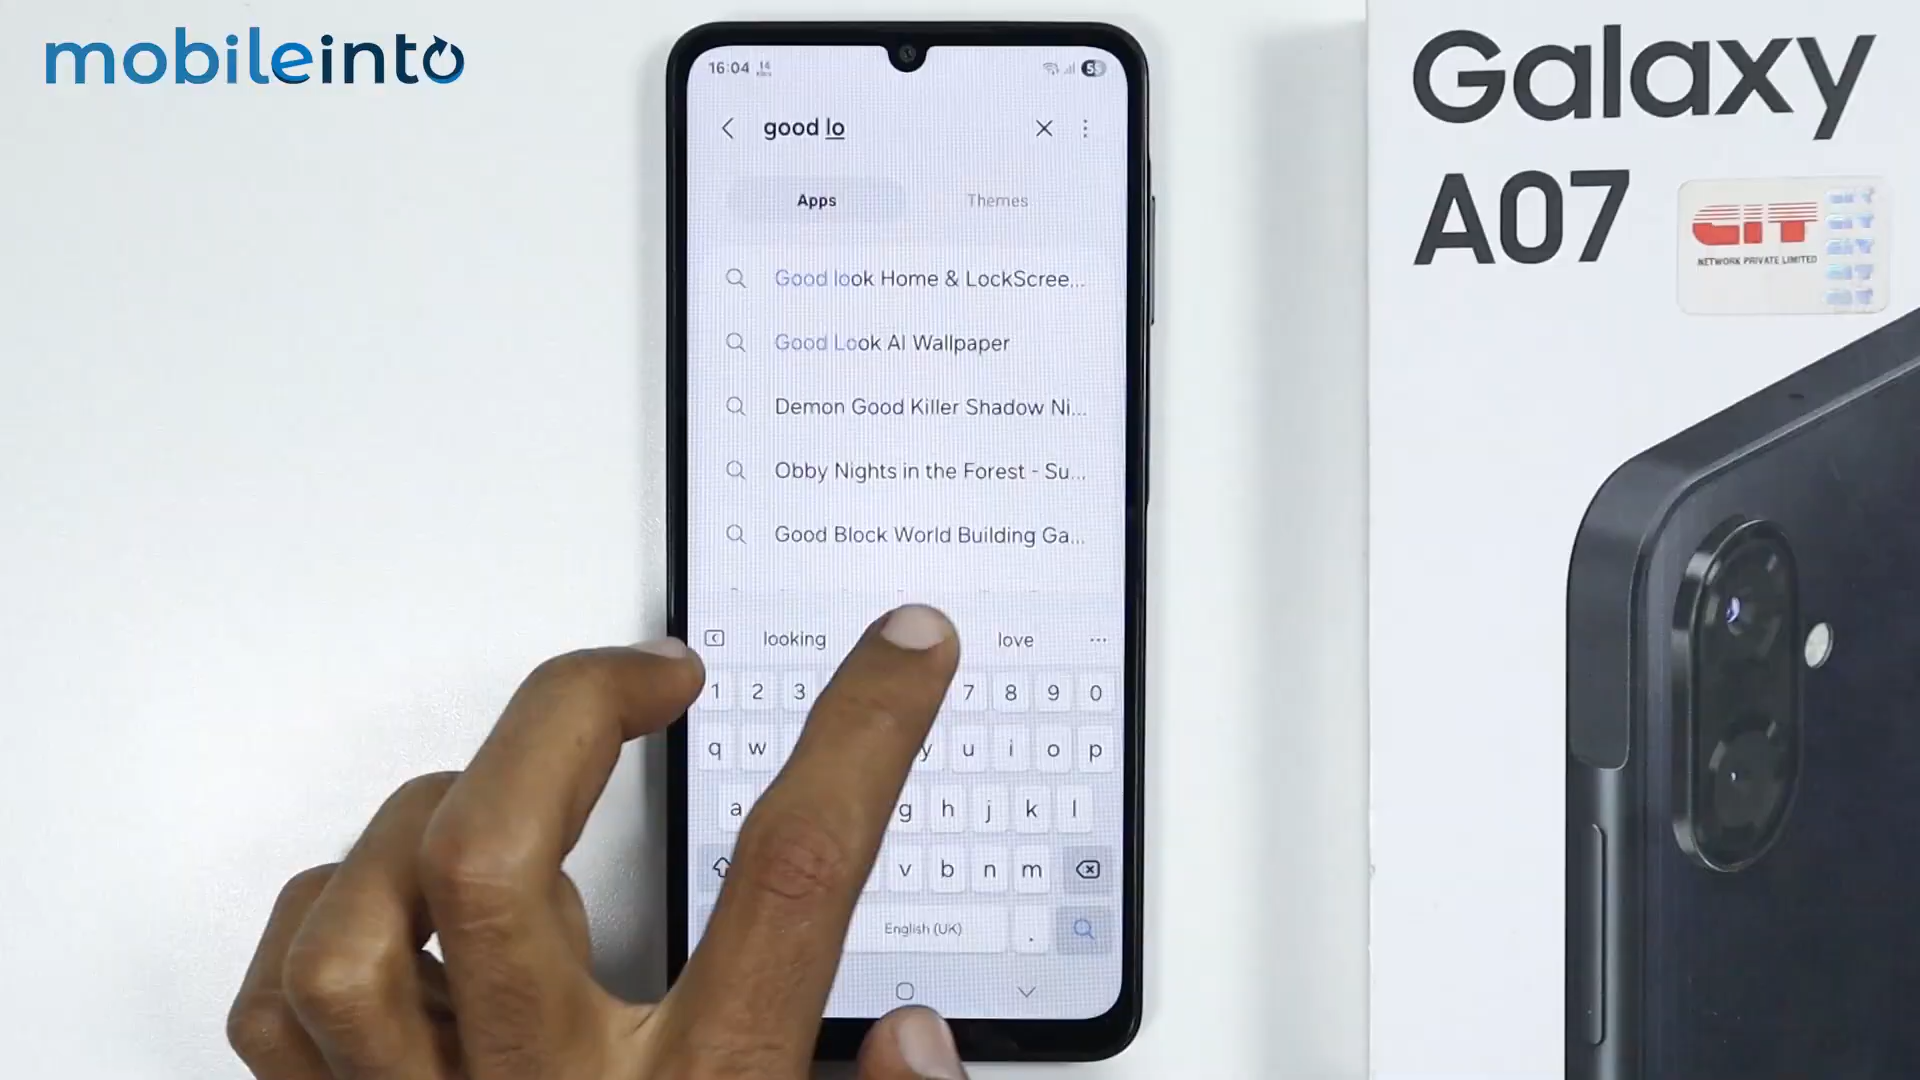 mobileinto
Galaxy
A07
CIT
NETWORK PRIVATE LIMITED
16:04
good lo
Apps Themes
Good look Home & LockScree...
Good Look AI Wallpaper
Demon Good Killer Shadow Ni...
Obby Nights in the Forest - Su...
Good Block World Building Ga...
looking love ...
1 2 3 7 8 9 0
q w y u i o p
a g h j k l
v b n m
English (UK) .